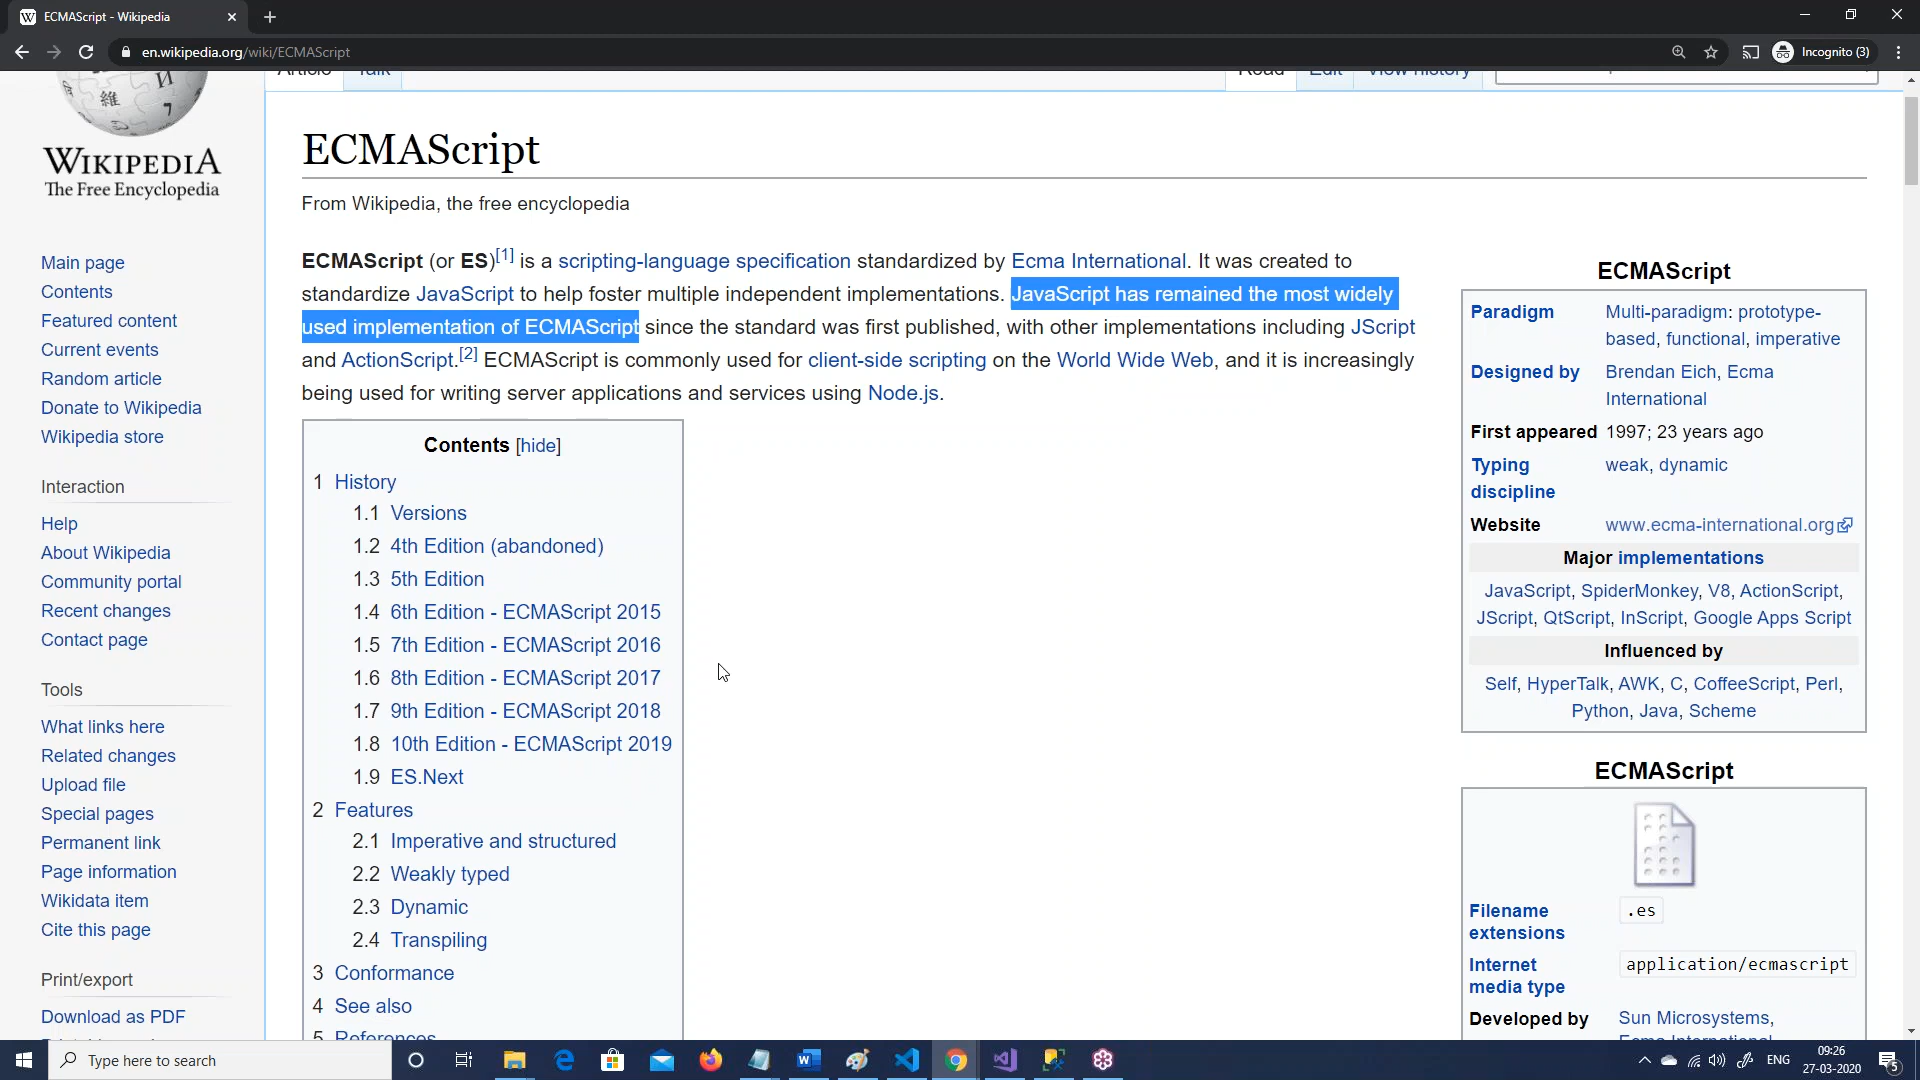 ECMAScript - Wikipedia
en.wikipedia.org/wiki/ECMAScript
Incognito (3)
Article Talk
Read Edit View history
WIKIPEDIA
The Free Encyclopedia
Main page
Contents
Featured content
Current events
Random article
Donate to Wikipedia
Wikipedia store
Interaction
Help
About Wikipedia
Community portal
Recent changes
Contact page
Tools
What links here
Related changes
Upload file
Special pages
Permanent link
Page information
Wikidata item
Cite this page
Print/export
Download as PDF
ECMAScript
From Wikipedia, the free encyclopedia
ECMAScript (or ES)[1] is a scripting-language specification standardized by Ecma International. It was created to
standardize JavaScript to help foster multiple independent implementations. JavaScript has remained the most widely
used implementation of ECMAScript since the standard was first published, with other implementations including JScript
and ActionScript.[2] ECMAScript is commonly used for client-side scripting on the World Wide Web, and it is increasingly
being used for writing server applications and services using Node.js.
Contents [hide]
1 History
1.1 Versions
1.2 4th Edition (abandoned)
1.3 5th Edition
1.4 6th Edition - ECMAScript 2015
1.5 7th Edition - ECMAScript 2016
1.6 8th Edition - ECMAScript 2017
1.7 9th Edition - ECMAScript 2018
1.8 10th Edition - ECMAScript 2019
1.9 ES.Next
2 Features
2.1 Imperative and structured
2.2 Weakly typed
2.3 Dynamic
2.4 Transpiling
3 Conformance
4 See also
5 References
ECMAScript
Paradigm Multi-paradigm: prototype-
based, functional, imperative
Designed by Brendan Eich, Ecma
International
First appeared 1997; 23 years ago
Typing weak, dynamic
discipline
Website www.ecma-international.org
Major implementations
JavaScript, SpiderMonkey, V8, ActionScript,
JScript, QtScript, InScript, Google Apps Script
Influenced by
Self, HyperTalk, AWK, C, CoffeeScript, Perl,
Python, Java, Scheme
ECMAScript
Filename .es
extensions
Internet application/ecmascript
media type
Developed by Sun Microsystems,
Type here to search
ENG
09:26
27-03-2020
5